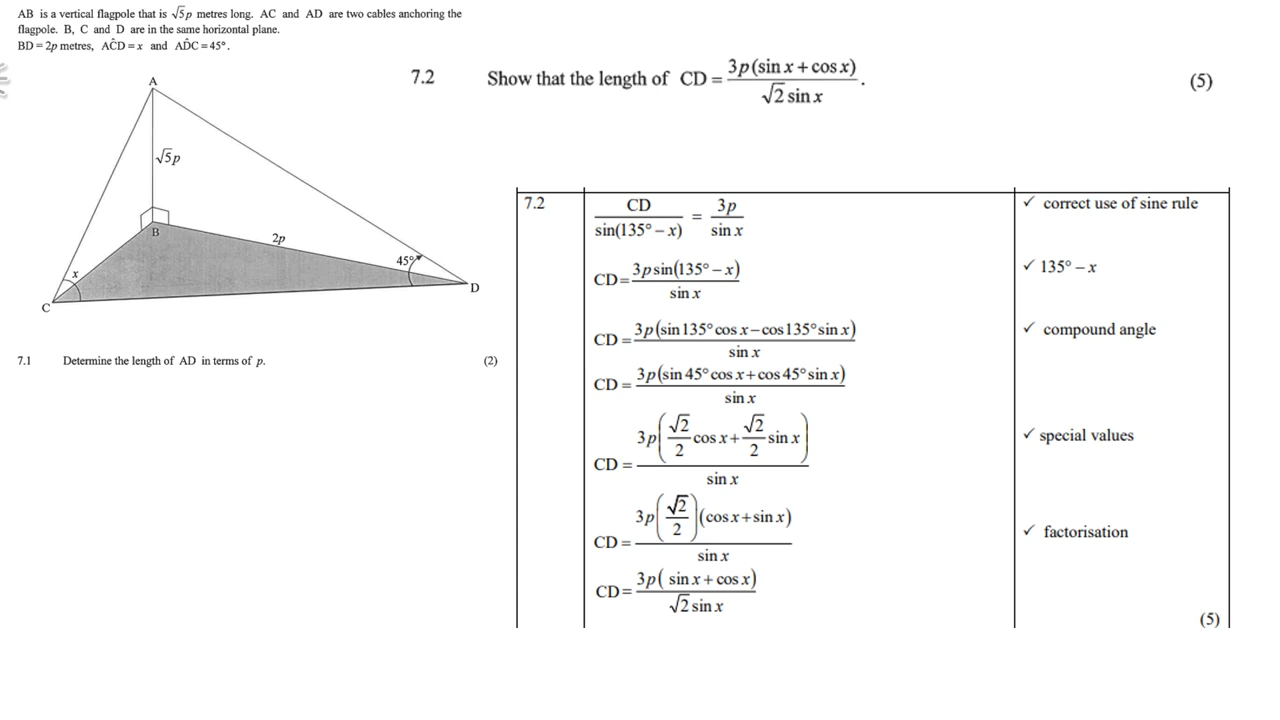 AB is a vertical flagpole that is √5p metres long. AC and AD are two cables anchoring the
flagpole. B, C and D are in the same horizontal plane.
BD = 2p metres, AĈD = x and AD̂C = 45°.
A
√5p
B
2p
45°
x
C
D
7.1 Determine the length of AD in terms of p. (2)
7.2 Show that the length of CD = 3p(sin x + cos x) / √2 sin x . (5)
7.2 CD / sin(135° – x) = 3p / sin x ✓ correct use of sine rule
CD = 3p sin(135° – x) / sin x ✓ 135° – x
CD = 3p(sin 135° cos x – cos 135° sin x) / sin x ✓ compound angle
CD = 3p(sin 45° cos x + cos 45° sin x) / sin x
CD = 3p(√2/2 cos x + √2/2 sin x) / sin x ✓ special values
CD = 3p(√2/2)(cos x + sin x) / sin x ✓ factorisation
CD = 3p( sin x + cos x) / √2 sin x
(5)